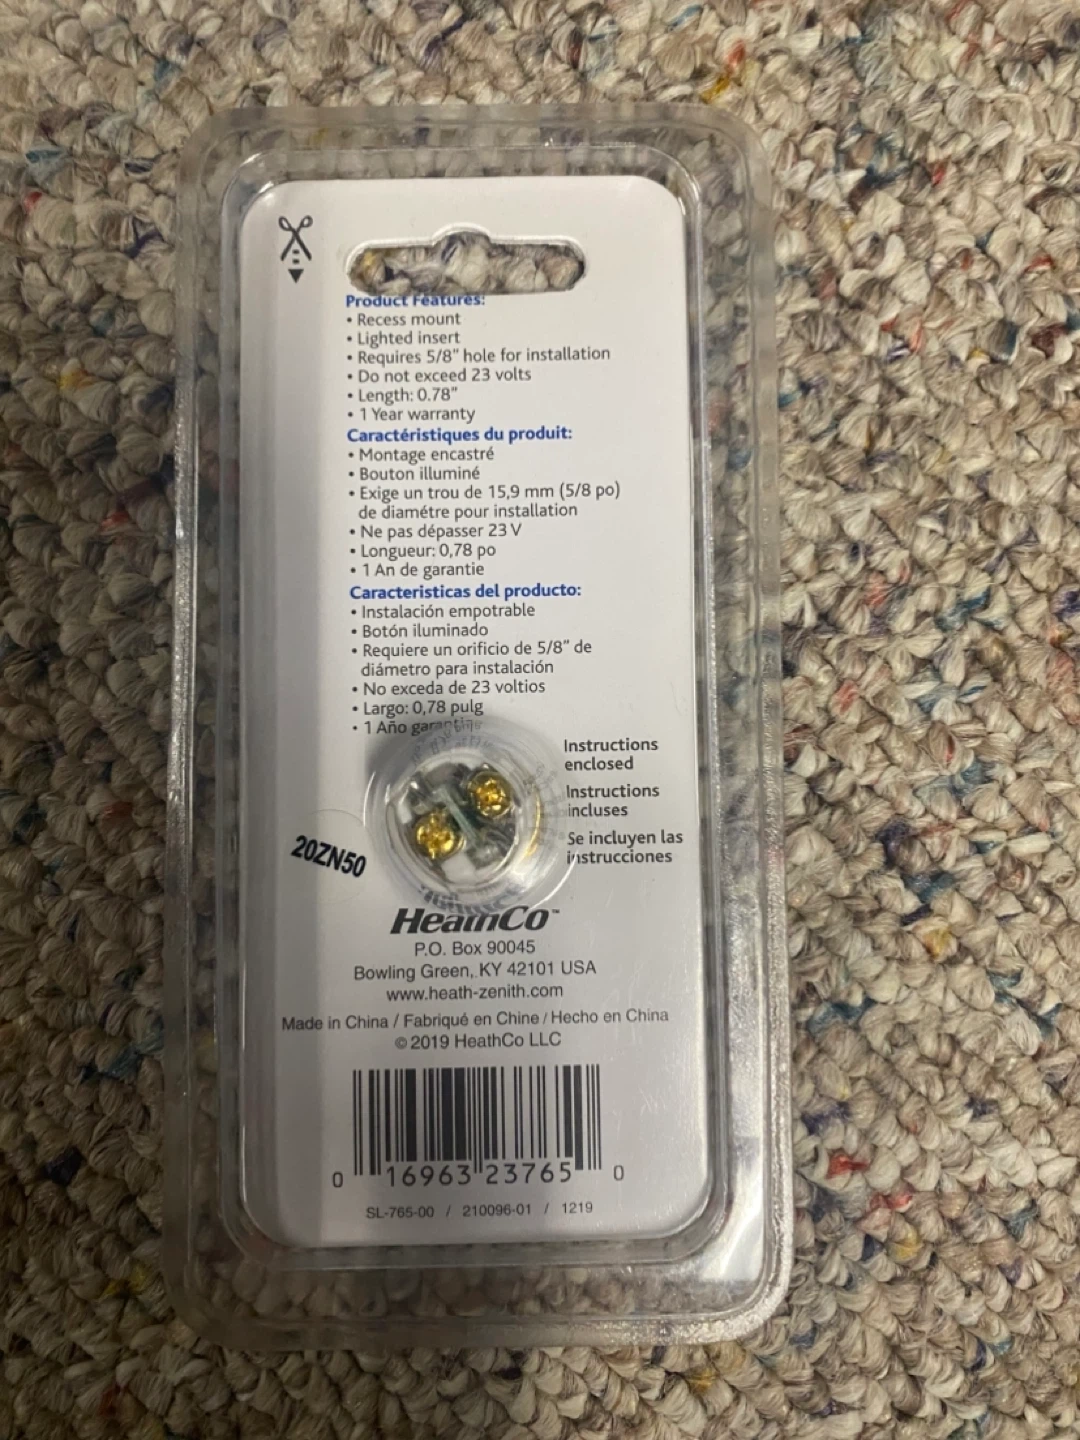 Product Features:
• Recess mount
• Lighted insert
• Requires 5/8" hole for installation
• Do not exceed 23 volts
• Length: 0.78"
• 1 Year warranty
Caractéristiques du produit:
• Montage encastré
• Bouton illuminé
• Exige un trou de 15,9 mm (5/8 po)
de diamétre pour installation
• Ne pas dépasser 23 V
• Longueur: 0,78 po
• 1 An de garantie
Caracteristicas del producto:
• Instalación empotrable
• Botón iluminado
• Requiere un orificio de 5/8" de
diámetro para instalación
• No exceda de 23 voltios
• Largo: 0,78 pulg
• 1 Año garantía
Instructions
enclosed
Instructions
incluses
Se incluyen las
instrucciones
20ZN50
HeathCo™
P.O. Box 90045
Bowling Green, KY 42101 USA
www.heath-zenith.com
Made in China / Fabriqué en Chine / Hecho en China
© 2019 HeathCo LLC
0 16963 23765 0
SL-765-00 / 210096-01 / 1219